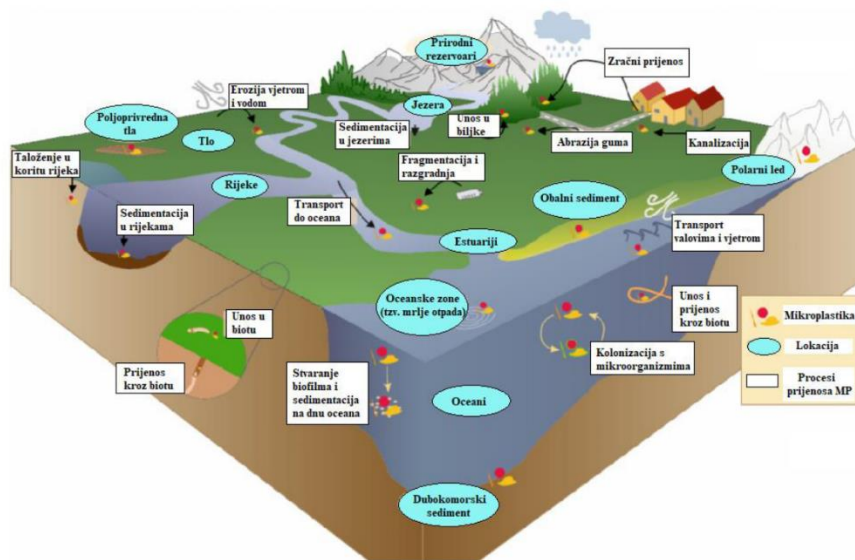 Prirodni
rezervoari
Zračni prijenos
Erozija vjetrom
i vodom
Jezera
Poljoprivredna
tla
Tlo
Sedimentacija
u jezerima
Unos u
biljke
Abrazija guma
Kanalizacija
Taloženje u
koritu rijeka
Rijeke
Fragmentacija i
razgradnja
Polarni led
Obalni sediment
Sedimentacija
u rijekama
Transport
do oceana
Estuariji
Transport
valovima i vjetrom
Oceanske zone
(tzv. mrlje otpada)
Unos i
prijenos
kroz biotu
Unos u
biotu
Prijenos
kroz biotu
Stvaranje
biofilma i
sedimentacija
na dnu oceana
Kolonizacija s
mikroorganizmima
Oceani
Dubokomorski
sediment
Mikroplastika
Lokacija
Procesi
prijenosa MP